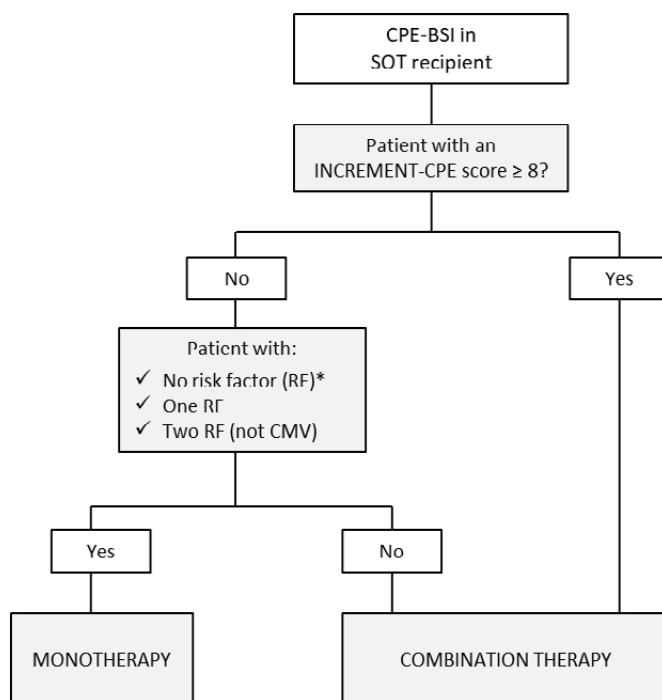 CPE-BSI in
SOT recipient
Patient with an
INCREMENT-CPE score ≥ 8?
No
Yes
Patient with:
✓ No risk factor (RF)*
✓ One RF
✓ Two RF (not CMV)
Yes
No
MONOTHERAPY
COMBINATION THERAPY